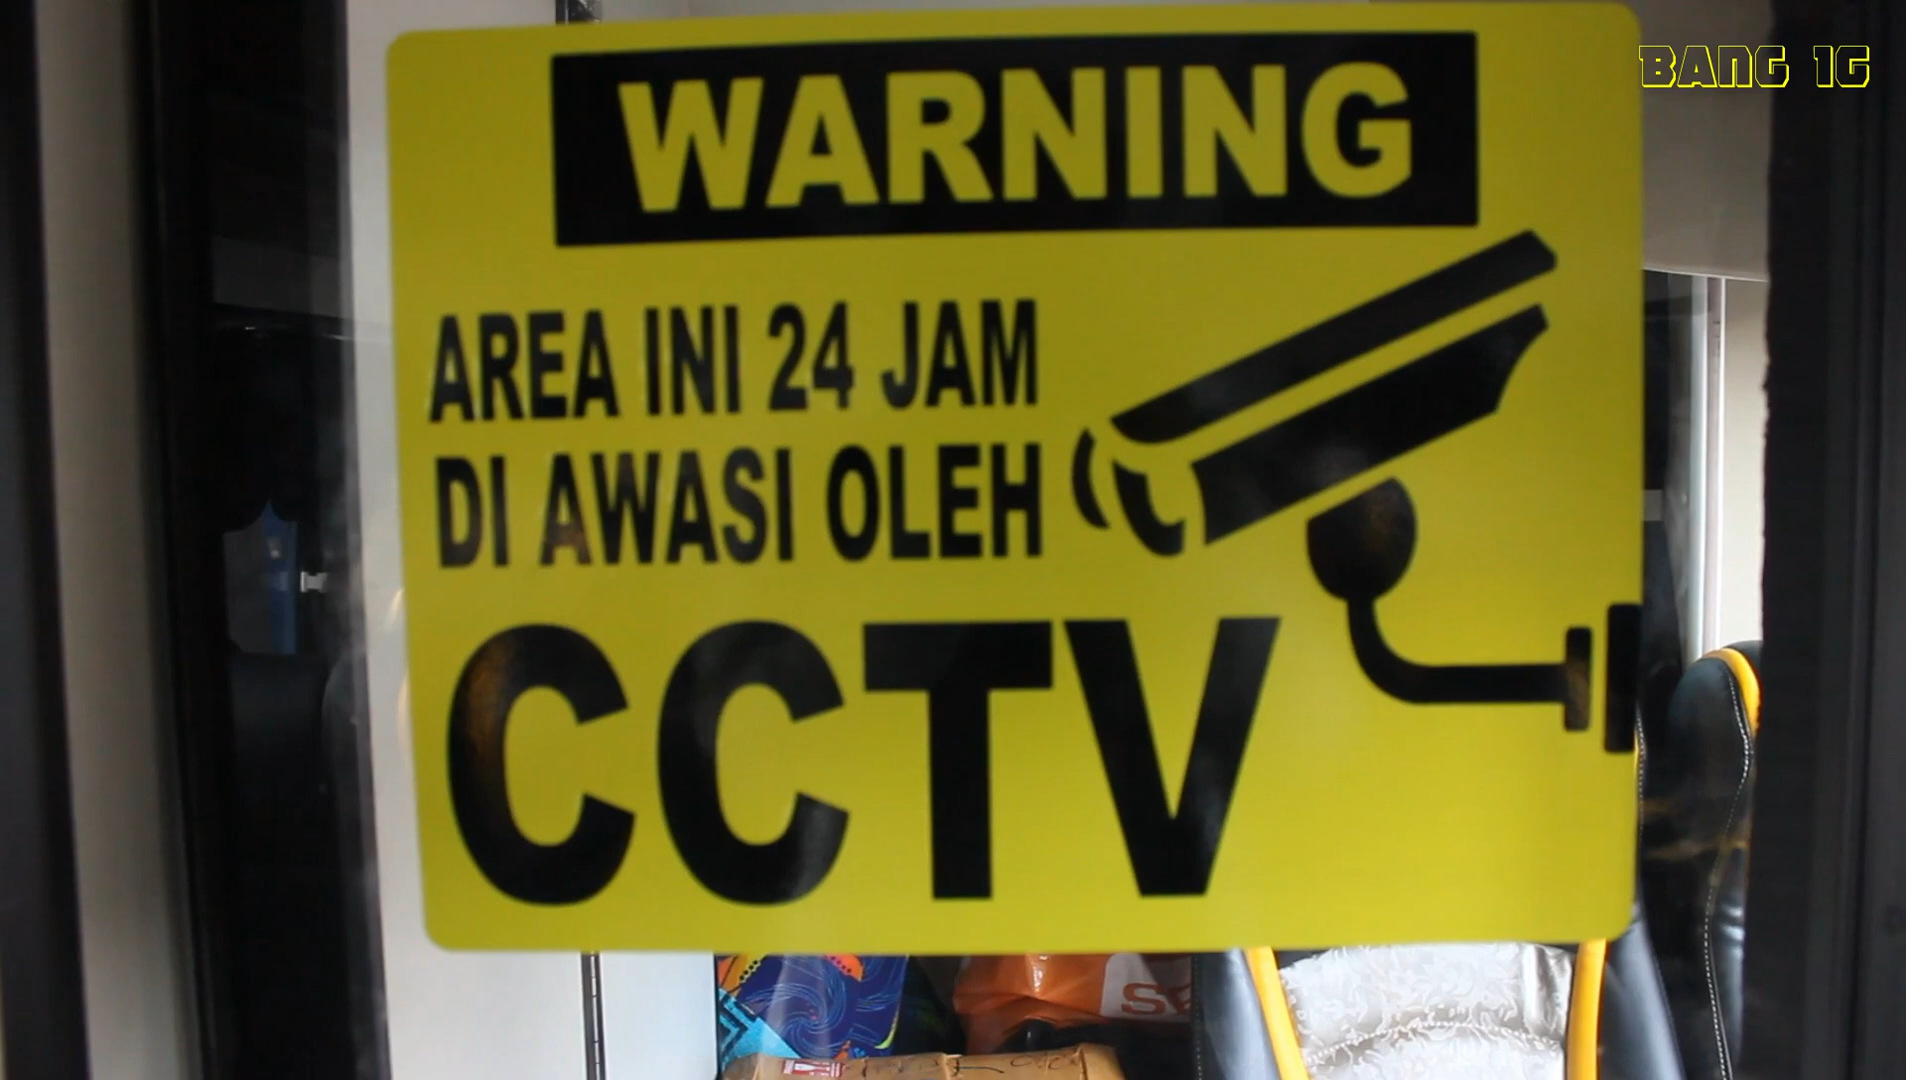 BANG 1G
WARNING
AREA INI 24 JAM
DI AWASI OLEH
CCTV